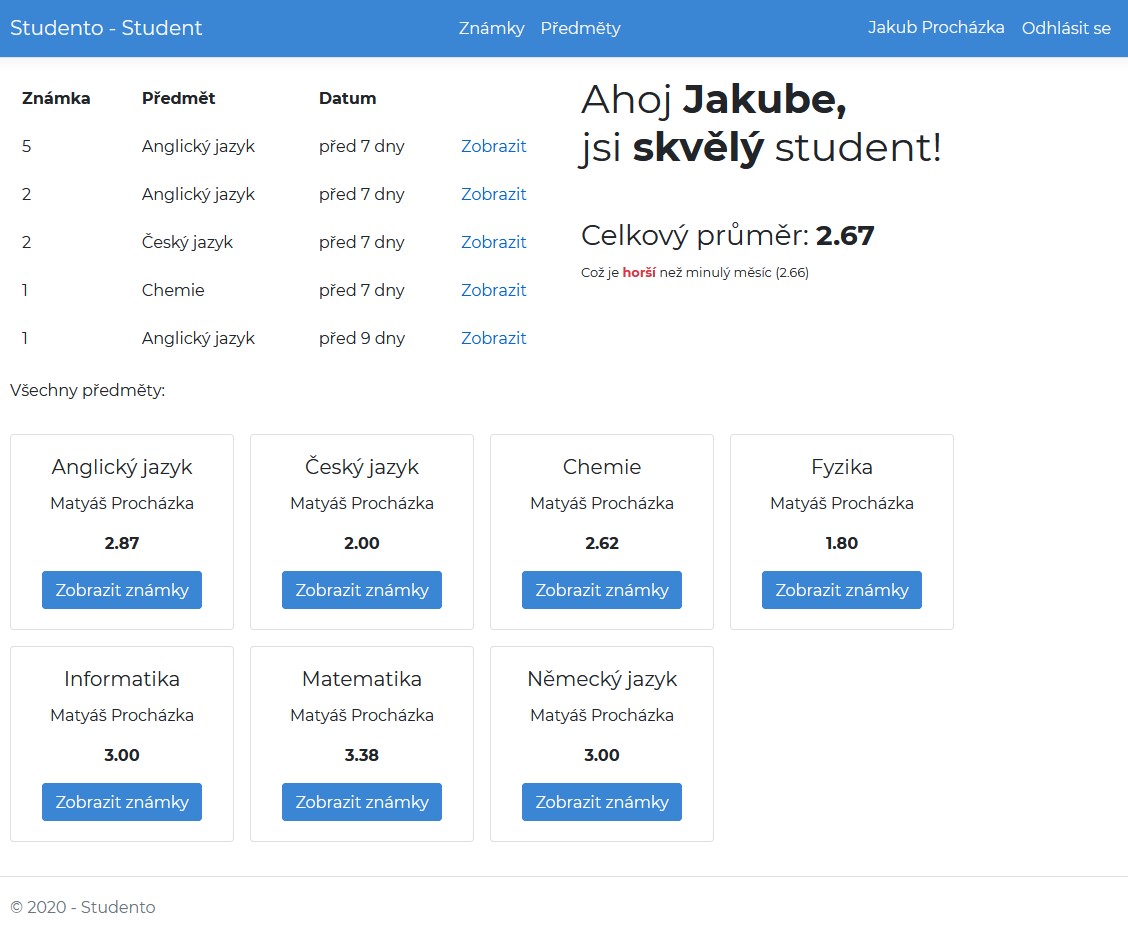 Studento - Student Známky Předměty Jakub Procházka Odhlásit se
Známka Předmět Datum
5 Anglický jazyk před 7 dny Zobrazit
2 Anglický jazyk před 7 dny Zobrazit
2 Český jazyk před 7 dny Zobrazit
1 Chemie před 7 dny Zobrazit
1 Anglický jazyk před 9 dny Zobrazit
Ahoj Jakube,
jsi skvělý student!
Celkový průměr: 2.67
Což je horší než minulý měsíc (2.66)
Všechny předměty:
Anglický jazyk
Matyáš Procházka
2.87
Zobrazit známky
Český jazyk
Matyáš Procházka
2.00
Zobrazit známky
Chemie
Matyáš Procházka
2.62
Zobrazit známky
Fyzika
Matyáš Procházka
1.80
Zobrazit známky
Informatika
Matyáš Procházka
3.00
Zobrazit známky
Matematika
Matyáš Procházka
3.38
Zobrazit známky
Německý jazyk
Matyáš Procházka
3.00
Zobrazit známky
© 2020 - Studento